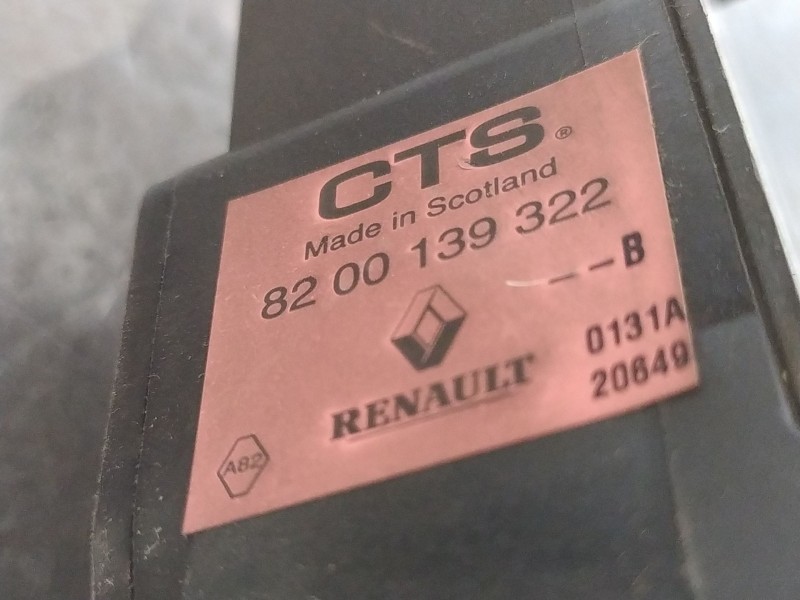 CTS®
Made in Scotland
82 00 139 322
--B
0131A
RENAULT
20649
A82